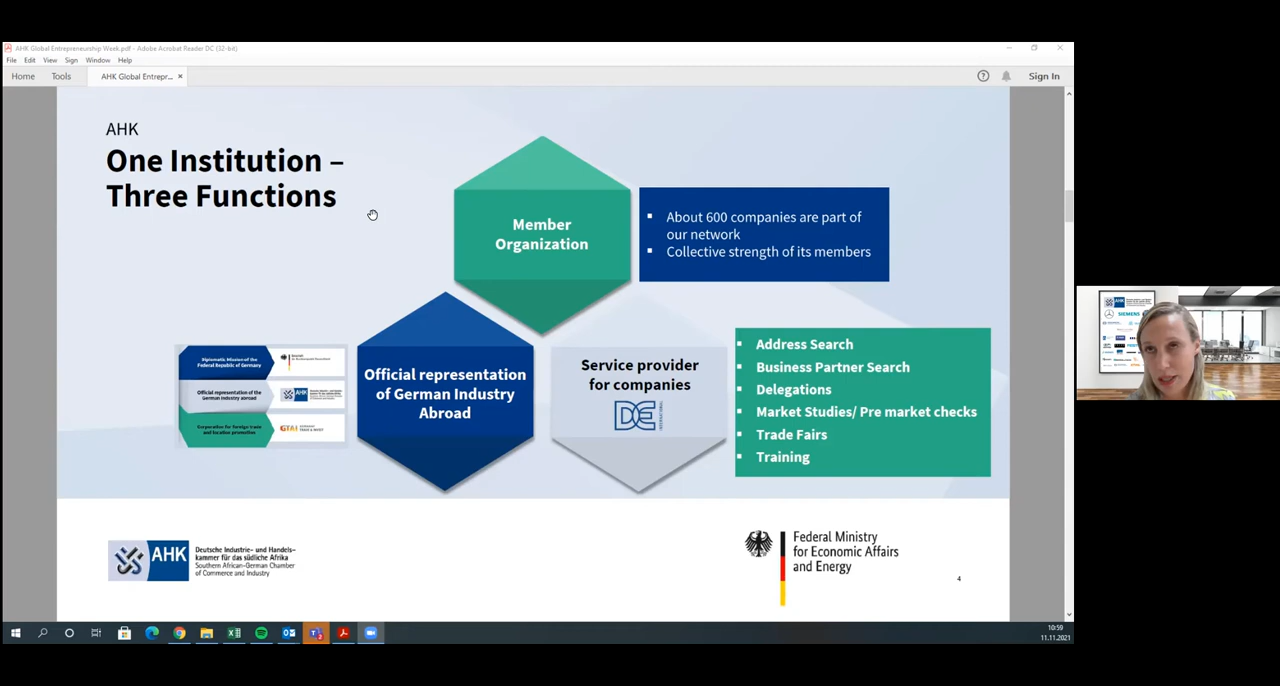 AHK Global Entrepreneurship Week.pdf - Adobe Acrobat Reader DC (32-bit)
File Edit View Sign Window Help
Home Tools AHK Global Entrepr... ×
Sign In
AHK
One Institution –
Three Functions
Member
Organization
▪ About 600 companies are part of
our network
▪ Collective strength of its members
Diplomatic Mission of the
Federal Republic of Germany
Official representation of the
German industry abroad
AHK
Corporation for foreign trade
and location promotion
GTAI
Official representation
of German Industry
Abroad
Service provider
for companies
DE
INTERNATIONAL
▪ Address Search
▪ Business Partner Search
▪ Delegations
▪ Market Studies/ Pre market checks
▪ Trade Fairs
▪ Training
AHK
Deutsche Industrie- und Handels-
kammer für das südliche Afrika
Southern African-German Chamber
of Commerce and Industry
Federal Ministry
for Economic Affairs
and Energy
4
10:59
11.11.2021
AHK
SIEMENS